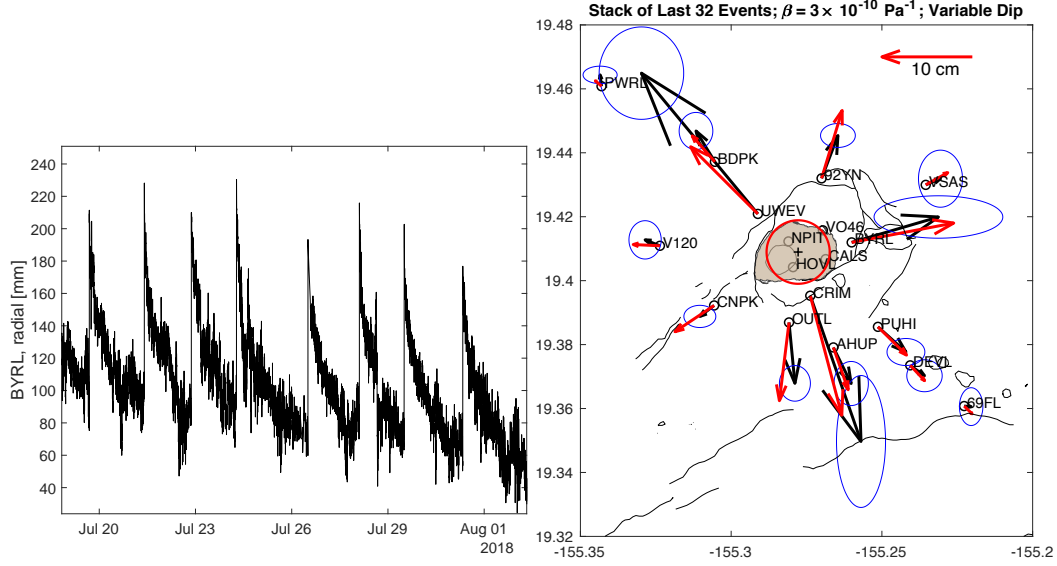 Stack of Last 32 Events; β = 3× 10⁻¹⁰ Pa⁻¹; Variable Dip
BYRL, radial [mm]
240
220
200
180
160
140
120
100
80
60
40
Jul 20
Jul 23
Jul 26
Jul 29
Aug 01
2018
19.48
19.46
19.44
19.42
19.4
19.38
19.36
19.34
19.32
-155.35
-155.3
-155.25
-155.2
10 cm
PWRL
BDPK
92YN
VSAS
UWEV
VO46
BYRL
V120
NPIT
CALS
HOVL
CNPK
CRIM
OUTL
PUHI
AHUP
DEVL
69FL